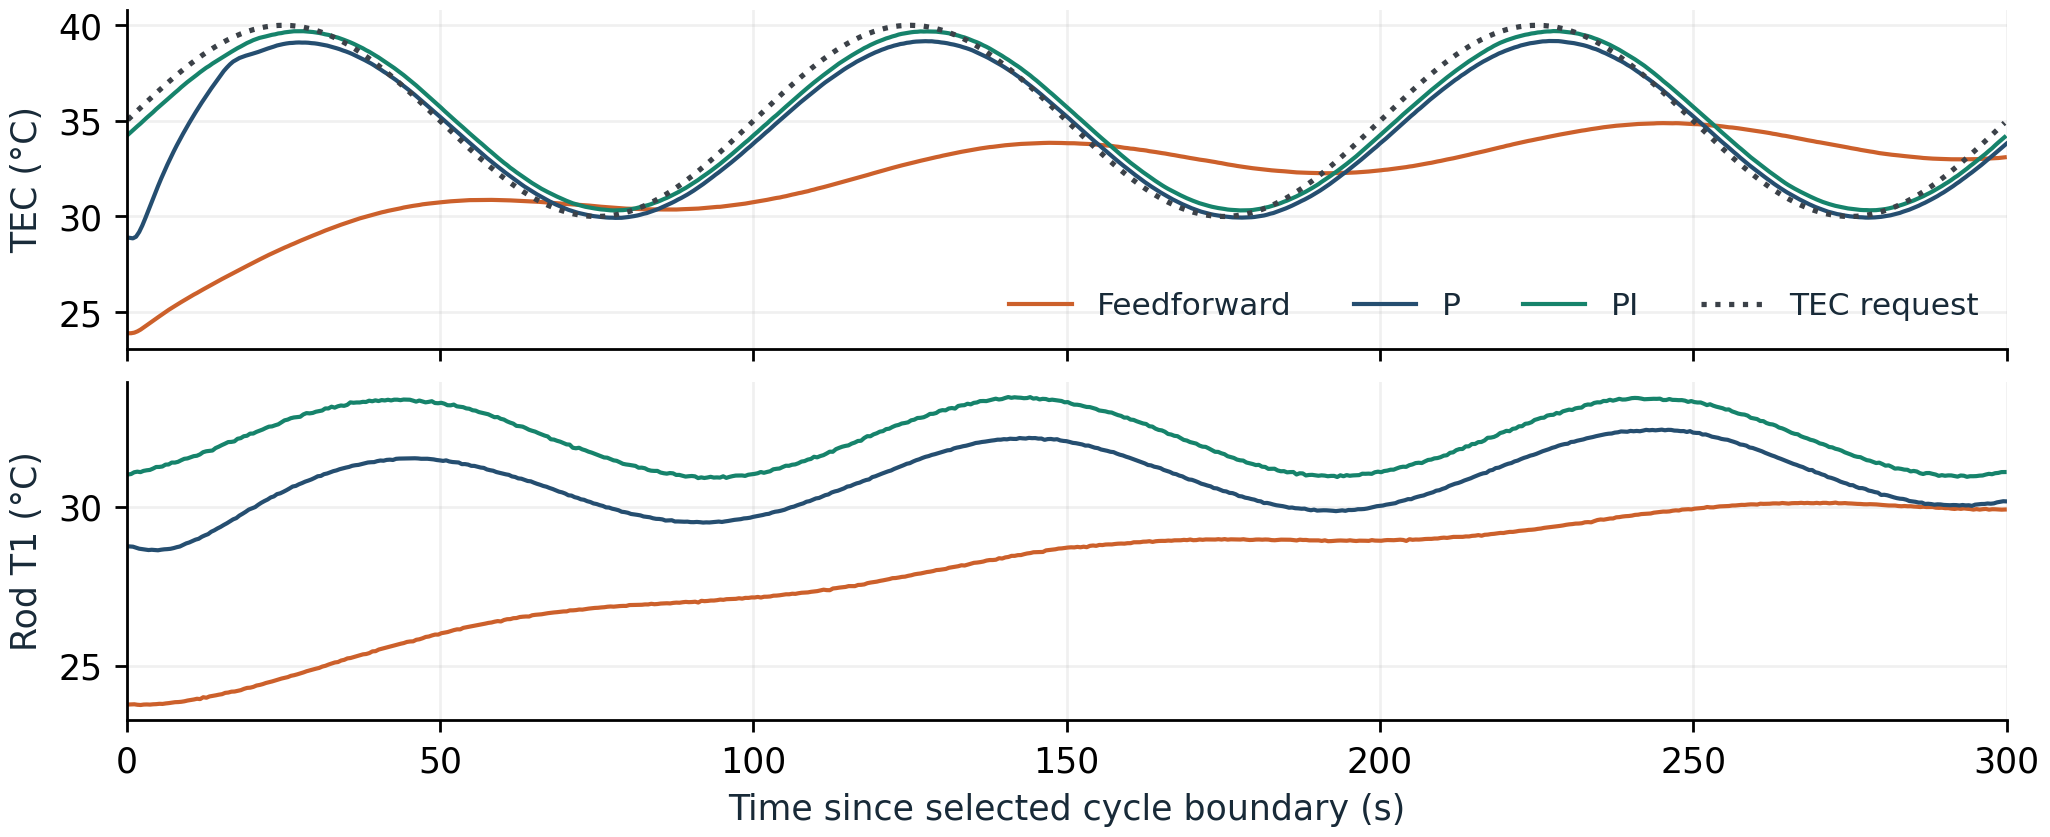 TEC (°C)
40
35
30
25
Feedforward P PI TEC request
Rod T1 (°C)
30
25
0 50 100 150 200 250 300
Time since selected cycle boundary (s)